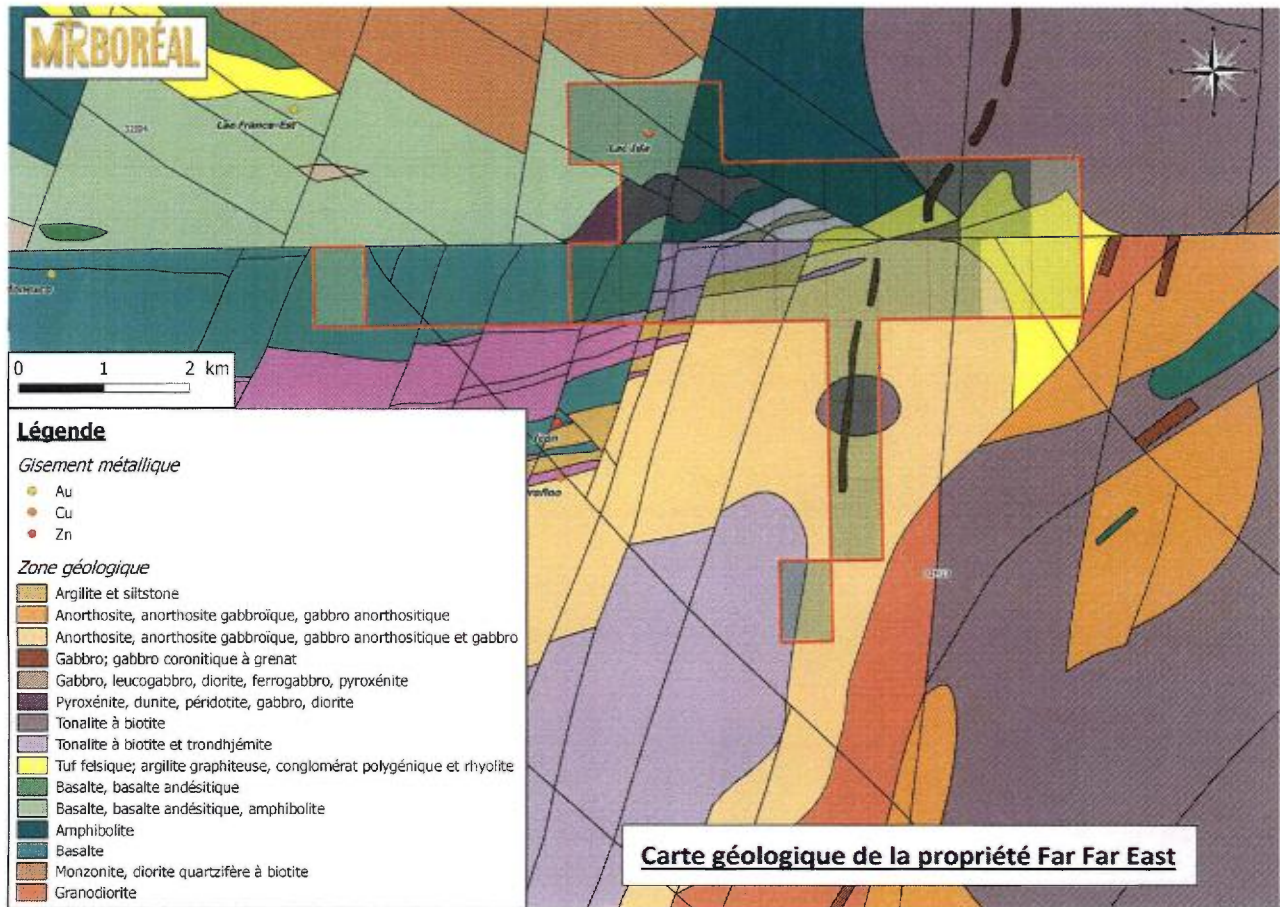 MRBORÉAL
Lac France-Est
Lac Ida
0 1 2 km
Légende
Gisement métallique
Au
Cu
Zn
Zone géologique
Argilite et siltstone
Anorthosite, anorthosite gabbroïque, gabbro anorthositique
Anorthosite, anorthosite gabbroïque, gabbro anorthositique et gabbro
Gabbro; gabbro coronitique à grenat
Gabbro, leucogabbro, diorite, ferrogabbro, pyroxénite
Pyroxénite, dunite, péridotite, gabbro, diorite
Tonalite à biotite
Tonalite à biotite et trondhjémite
Tuf felsique; argilite graphiteuse, conglomérat polygénique et rhyolite
Basalte, basalte andésitique
Basalte, basalte andésitique, amphibolite
Amphibolite
Basalte
Monzonite, diorite quartzifère à biotite
Granodiorite
Carte géologique de la propriété Far Far East